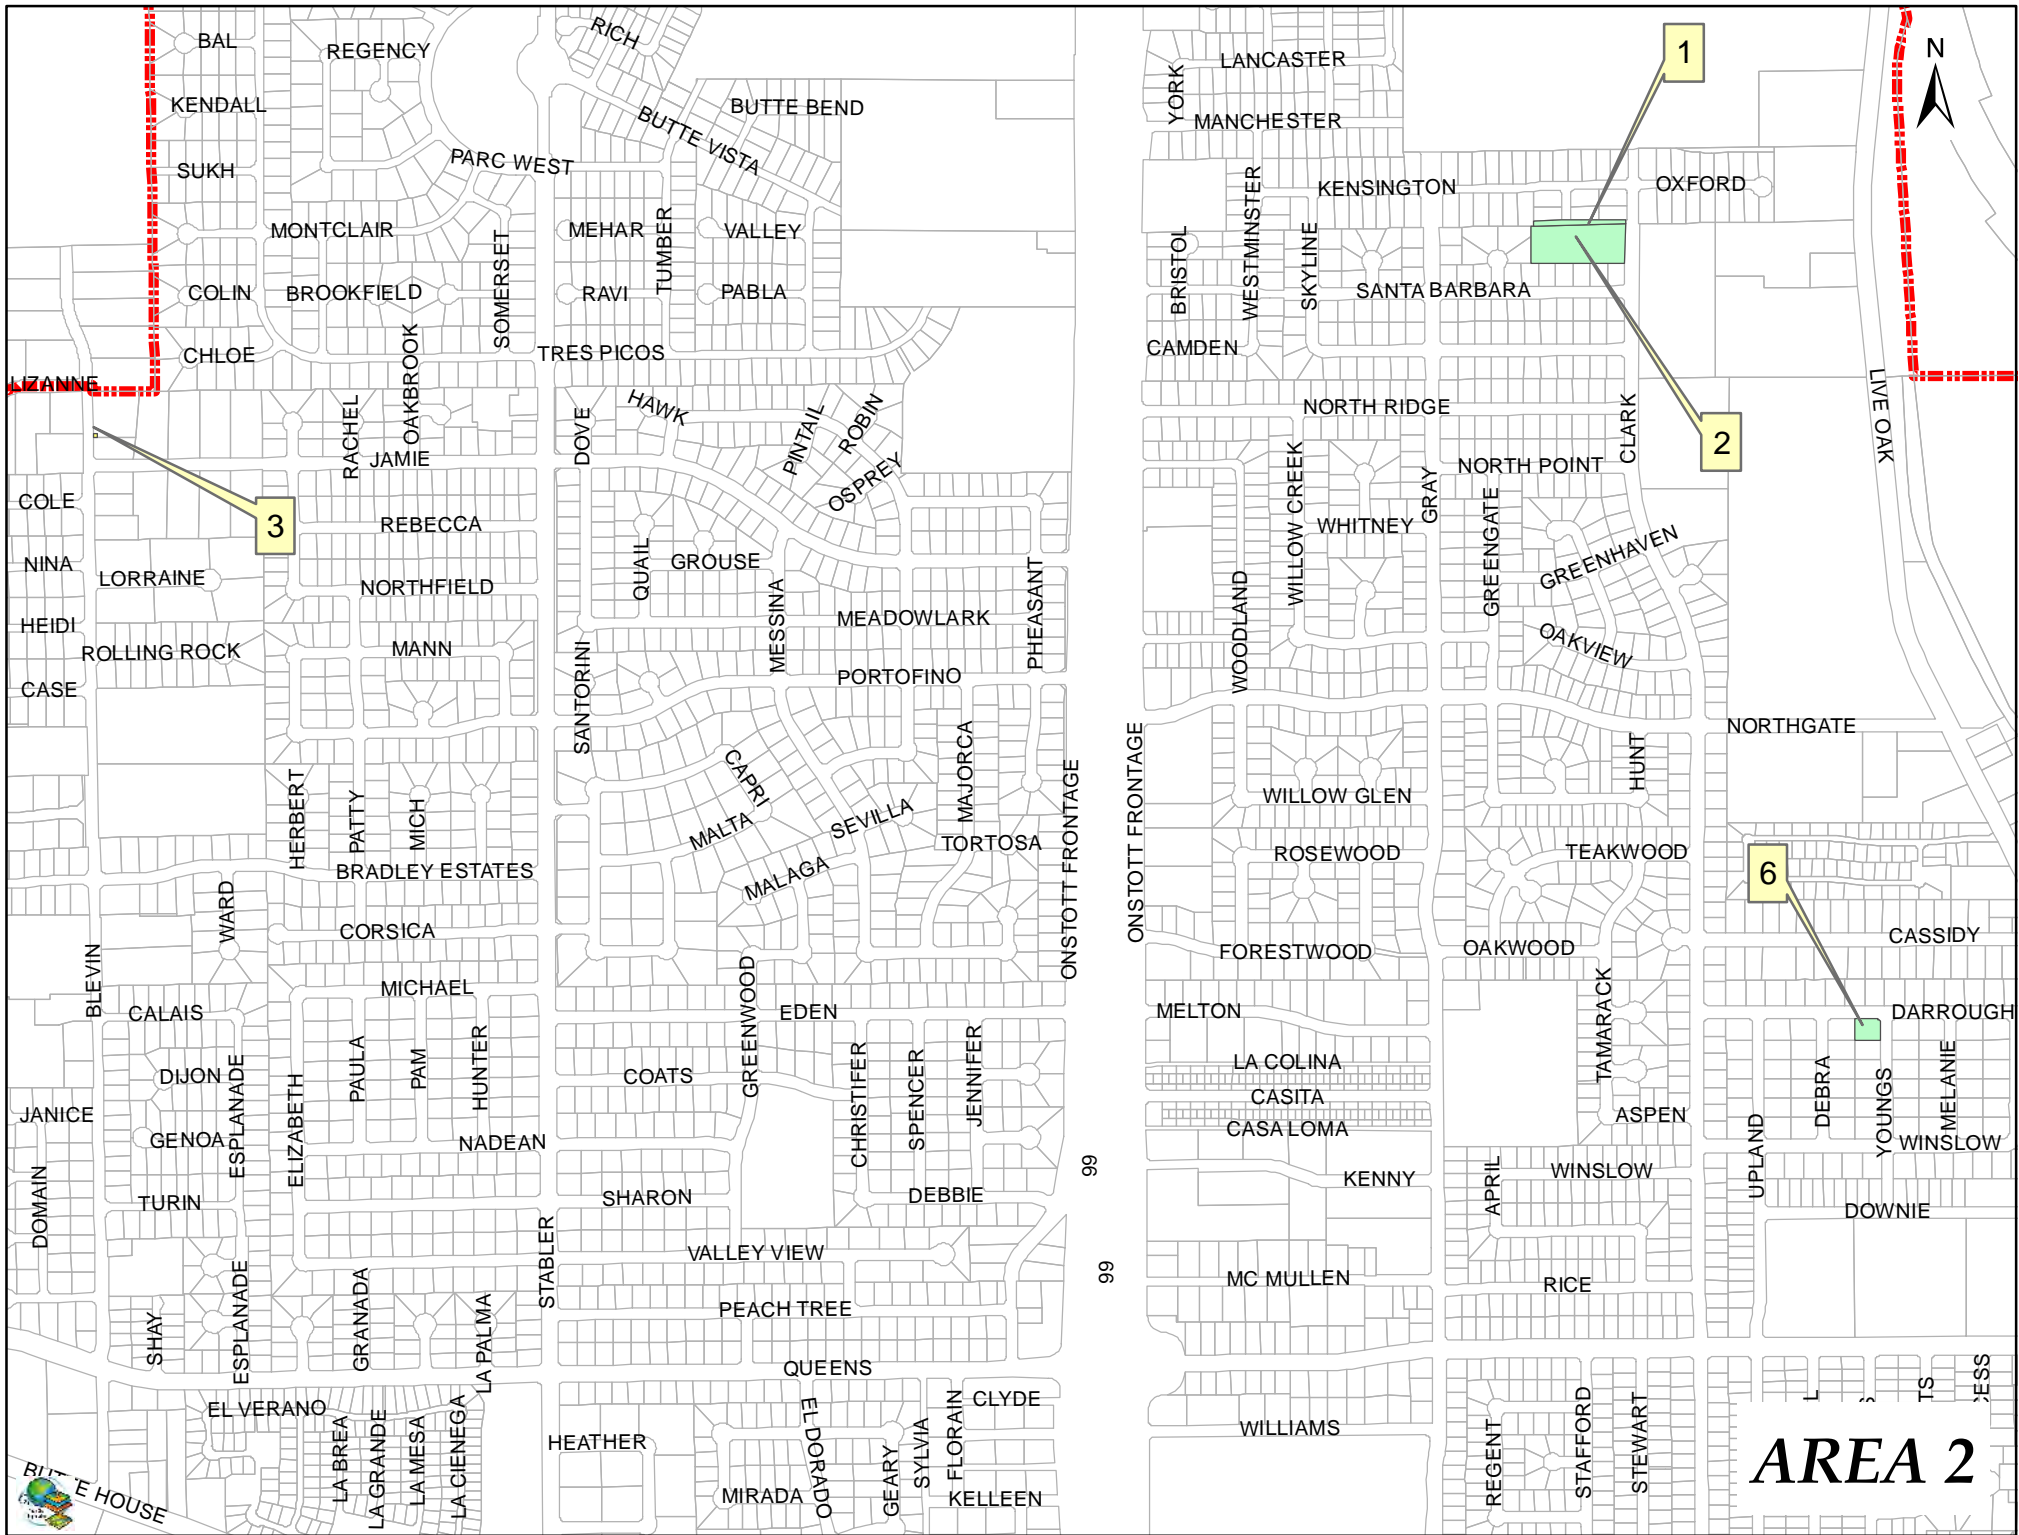 BAL
REGENCY
RICH
LANCASTER
1
N
KENDALL
BUTTE BEND
YORK
MANCHESTER
BUTTE VISTA
PARC WEST
SUKH
KENSINGTON
OXFORD
MONTCLAIR
MEHAR
TUMBER
VALLEY
WESTMINSTER
SOMERSET
BRISTOL
SKYLINE
COLIN
BROOKFIELD
RAVI
PABLA
SANTA BARBARA
CHLOE
OAKBROOK
TRES PICOS
CAMDEN
LIZANNE
HAWK
NORTH RIDGE
LIVE OAK
RACHEL
DOVE
PINTAIL
ROBIN
CLARK
2
JAMIE
OSPREY
NORTH POINT
COLE
3
REBECCA
WILLOW CREEK
WHITNEY
GRAY
GREENGATE
NINA
LORRAINE
NORTHFIELD
QUAIL
GROUSE
GREENHAVEN
HEIDI
MESSINA
MEADOWLARK
PHEASANT
WOODLAND
ROLLING ROCK
MANN
OAKVIEW
CASE
SANTORINI
PORTOFINO
NORTHGATE
CAPRI
MAJORCA
ONSTOTT FRONTAGE
ONSTOTT FRONTAGE
HUNT
HERBERT
PATTY
MICH
WILLOW GLEN
MALTA
SEVILLA
TORTOSA
ROSEWOOD
TEAKWOOD
BRADLEY ESTATES
MALAGA
6
WARD
CORSICA
FORESTWOOD
OAKWOOD
CASSIDY
BLEVIN
MICHAEL
GREENWOOD
EDEN
MELTON
TAMARACK
DARROUGH
CALAIS
DIJON
ESPLANADE
ELIZABETH
PAULA
PAM
HUNTER
COATS
CHRISTIFER
SPENCER
JENNIFER
LA COLINA
CASITA
DEBRA
YOUNGS
MELANIE
JANICE
GENOA
NADEAN
CASA LOMA
ASPEN
UPLAND
WINSLOW
99
DOMAIN
TURIN
SHARON
DEBBIE
KENNY
APRIL
WINSLOW
DOWNIE
STABLER
VALLEY VIEW
99
MC MULLEN
RICE
SHAY
ESPLANADE
GRANADA
LA PALMA
PEACH TREE
QUEENS
EL VERANO
LA BREA
LA GRANDE
LA MESA
LA CIENEGA
HEATHER
EL DORADO
GEARY
SYLVIA
FLORAIN
CLYDE
WILLIAMS
REGENT
STAFFORD
STEWART
L
S
TS
CESS
BUTTE HOUSE
MIRADA
KELLEEN
AREA 2